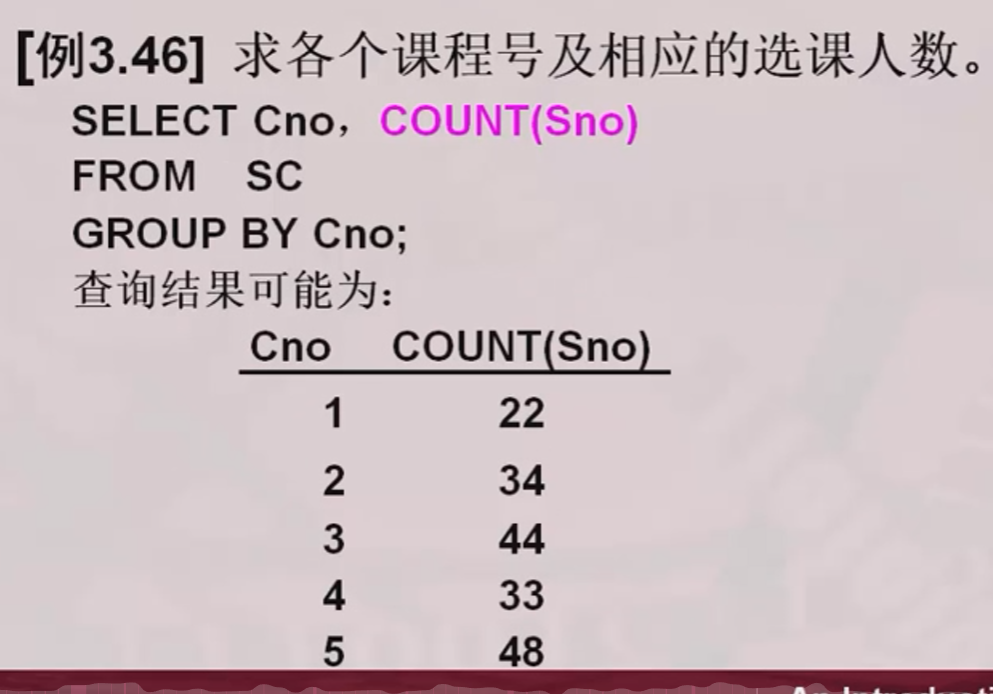 [例3.46] 求各个课程号及相应的选课人数。
SELECT Cno，COUNT(Sno)
FROM SC
GROUP BY Cno;
查询结果可能为：
Cno COUNT(Sno)
1 22
2 34
3 44
4 33
5 48